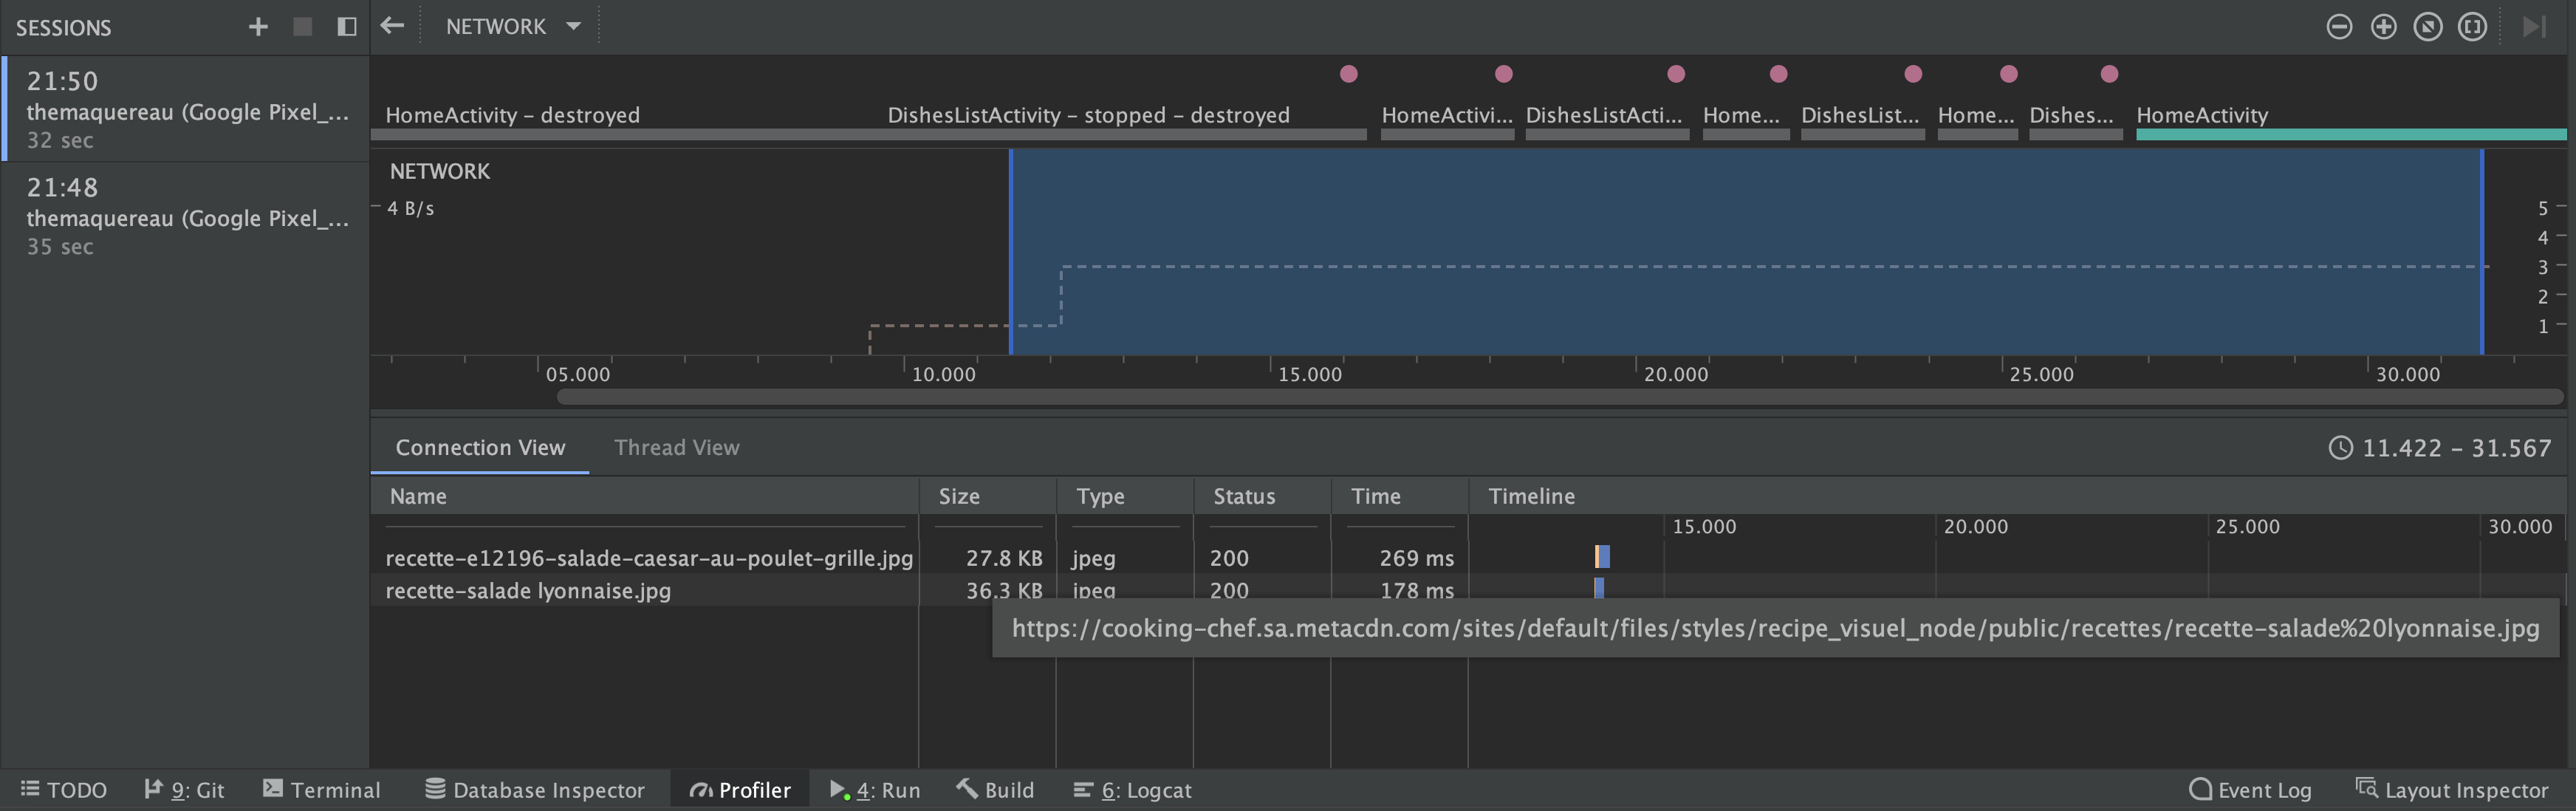 SESSIONS
NETWORK
21:50
themaquereau (Google Pixel_...
32 sec
21:48
themaquereau (Google Pixel_...
35 sec
HomeActivity - destroyed
DishesListActivity - stopped - destroyed
HomeActivi...
DishesListActi...
Home...
DishesList...
Home...
Dishes...
HomeActivity
NETWORK
4 B/s
5
4
3
2
1
05.000
10.000
15.000
20.000
25.000
30.000
Connection View
Thread View
11.422 - 31.567
Name
Size
Type
Status
Time
Timeline
15.000
20.000
25.000
30.000
recette-e12196-salade-caesar-au-poulet-grille.jpg 27.8 KB jpeg 200 269 ms
recette-salade lyonnaise.jpg 36.3 KB jpeg 200 178 ms
https://cooking-chef.sa.metacdn.com/sites/default/files/styles/recipe_visuel_node/public/recettes/recette-salade%20lyonnaise.jpg
TODO
9: Git
Terminal
Database Inspector
Profiler
4: Run
Build
6: Logcat
Event Log
Layout Inspector